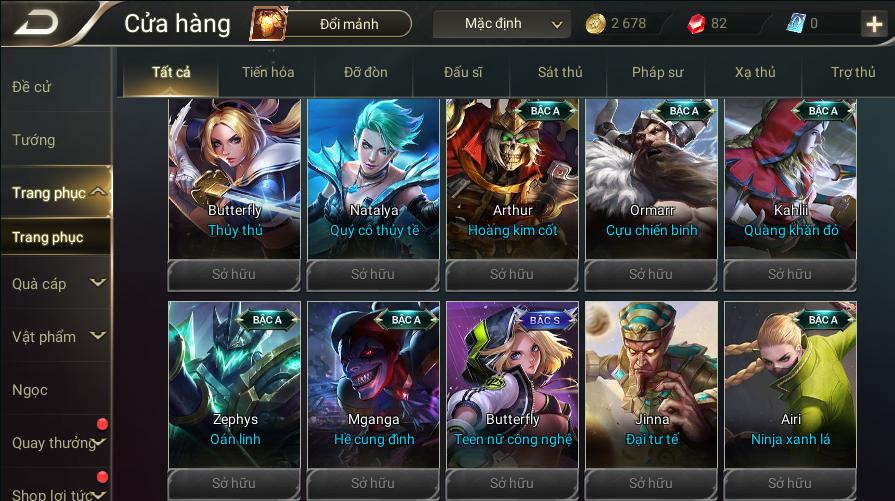 Cửa hàng
Đổi mảnh
Mặc định
2 678
82
0
Đề cử
Tướng
Trang phục
Trang phục
Quà cáp
Vật phẩm
Ngọc
Quay thưởng
Shop lợi tức
Tất cả
Tiến hóa
Đỡ đòn
Đấu sĩ
Sát thủ
Pháp sư
Xạ thủ
Trợ thủ
Butterfly
Thủy thủ
Sở hữu
Natalya
Quý cô thủy tề
Sở hữu
BẬC A
Arthur
Hoàng kim cốt
Sở hữu
BẬC A
Ormarr
Cựu chiến binh
Sở hữu
BẬC A
Kahlii
Quàng khăn đỏ
Sở hữu
BẬC A
Zephys
Oán linh
Sở hữu
BẬC A
Mganga
Hề cung đình
Sở hữu
BẬC S
Butterfly
Teen nữ công nghệ
Sở hữu
Jinna
Đại tư tế
Sở hữu
BẬC A
Airi
Ninja xanh lá
Sở hữu